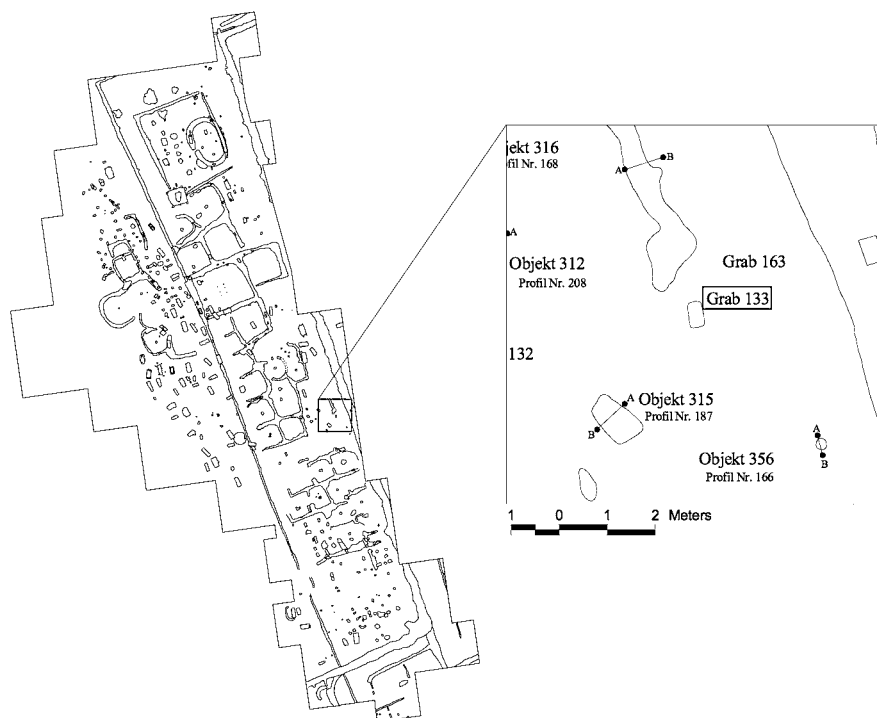 jekt 316
ofil Nr. 168
A
B
A
Objekt 312
Profil Nr. 208
Grab 163
Grab 133
132
A
Objekt 315
Profil Nr. 187
B
A
Objekt 356
Profil Nr. 166
B
1 0 1 2 Meters